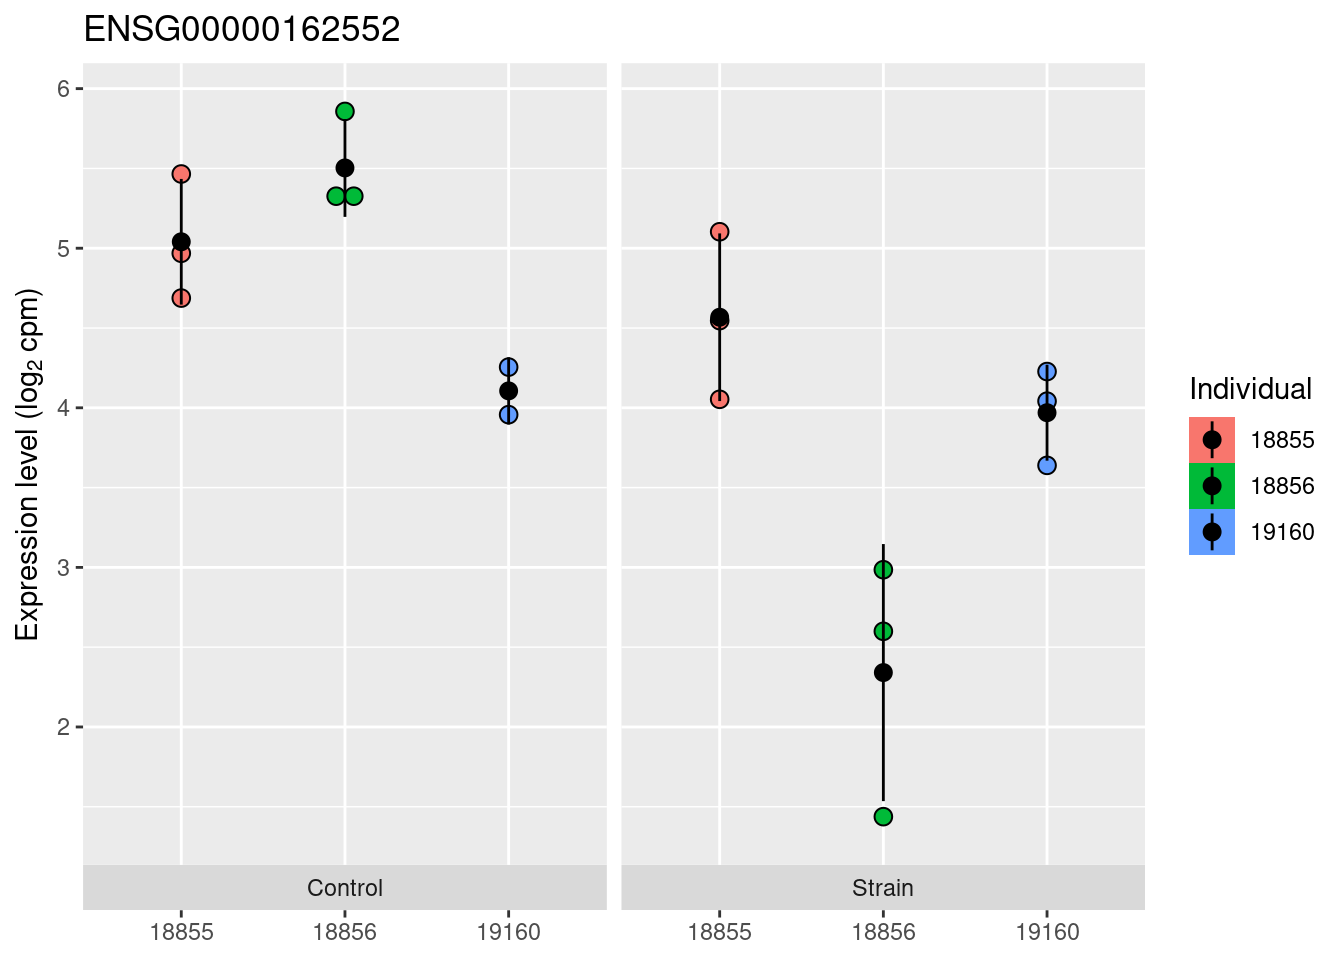 ENSG00000162552
Expression level (log₂ cpm)
6
5
4
3
2
Control
Strain
18855
18856
19160
18855
18856
19160
Individual
18855
18856
19160